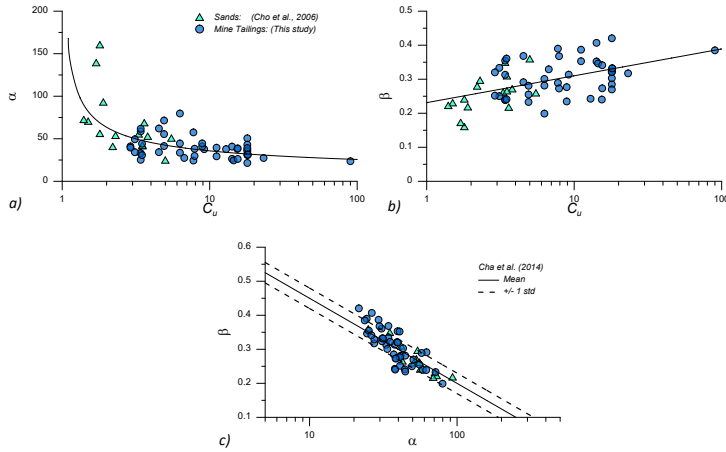 a)
α
200
150
100
50
0
Sands: (Cho et al., 2006)
Mine Tailings: (This study)
1
10
100
C_u
b)
β
0.5
0.4
0.3
0.2
0.1
0
1
10
100
C_u
c)
β
0.6
0.5
0.4
0.3
0.2
0.1
Cha et al. (2014)
Mean
+/- 1 std
10
100
α